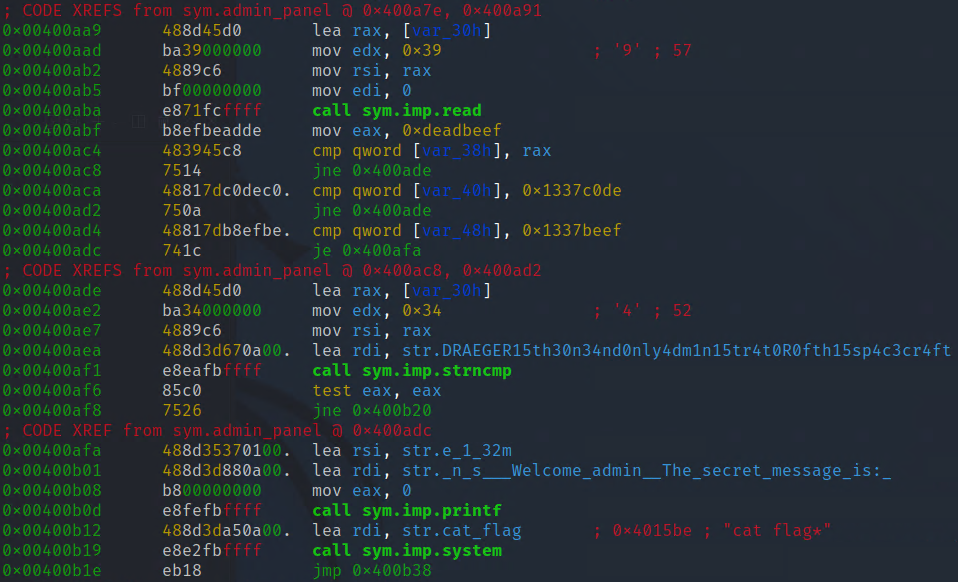 ; CODE XREFS from sym.admin_panel @ 0×400a7e, 0×400a91
0×00400aa9 488d45d0 lea rax, [var_30h]
0×00400aad ba39000000 mov edx, 0×39 ; '9' ; 57
0×00400ab2 4889c6 mov rsi, rax
0×00400ab5 bf00000000 mov edi, 0
0×00400aba e871fcffff call sym.imp.read
0×00400abf b8efbeadde mov eax, 0×deadbeef
0×00400ac4 483945c8 cmp qword [var_38h], rax
0×00400ac8 7514 jne 0×400ade
0×00400aca 48817dc0dec0. cmp qword [var_40h], 0×1337c0de
0×00400ad2 750a jne 0×400ade
0×00400ad4 48817db8efbe. cmp qword [var_48h], 0×1337beef
0×00400adc 741c je 0×400afa
; CODE XREFS from sym.admin_panel @ 0×400ac8, 0×400ad2
0×00400ade 488d45d0 lea rax, [var_30h]
0×00400ae2 ba34000000 mov edx, 0×34 ; '4' ; 52
0×00400ae7 4889c6 mov rsi, rax
0×00400aea 488d3d670a00. lea rdi, str.DRAEGER15th30n34nd0nly4dm1n15tr4t0R0fth15sp4c3cr4ft
0×00400af1 e8eafbffff call sym.imp.strncmp
0×00400af6 85c0 test eax, eax
0×00400af8 7526 jne 0×400b20
; CODE XREF from sym.admin_panel @ 0×400adc
0×00400afa 488d35370100. lea rsi, str.e_1_32m
0×00400b01 488d3d880a00. lea rdi, str._n_s___Welcome_admin__The_secret_message_is:_
0×00400b08 b800000000 mov eax, 0
0×00400b0d e8fefbffff call sym.imp.printf
0×00400b12 488d3da50a00. lea rdi, str.cat_flag ; 0×4015be ; "cat flag*"
0×00400b19 e8e2fbffff call sym.imp.system
0×00400b1e eb18 jmp 0×400b38